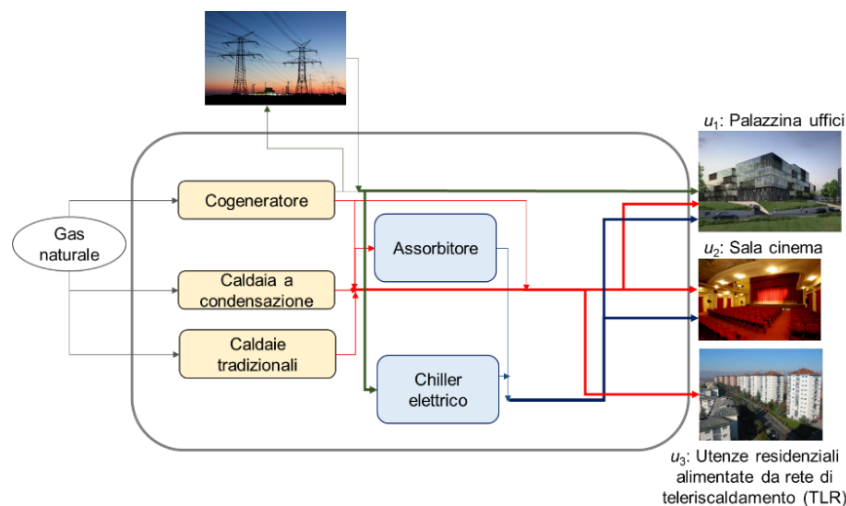 u1: Palazzina uffici
Cogeneratore
Gas
naturale
Assorbitore
u2: Sala cinema
Caldaia a
condensazione
Caldaie
tradizionali
Chiller
elettrico
u3: Utenze residenziali
alimentate da rete di
teleriscaldamento (TLR)